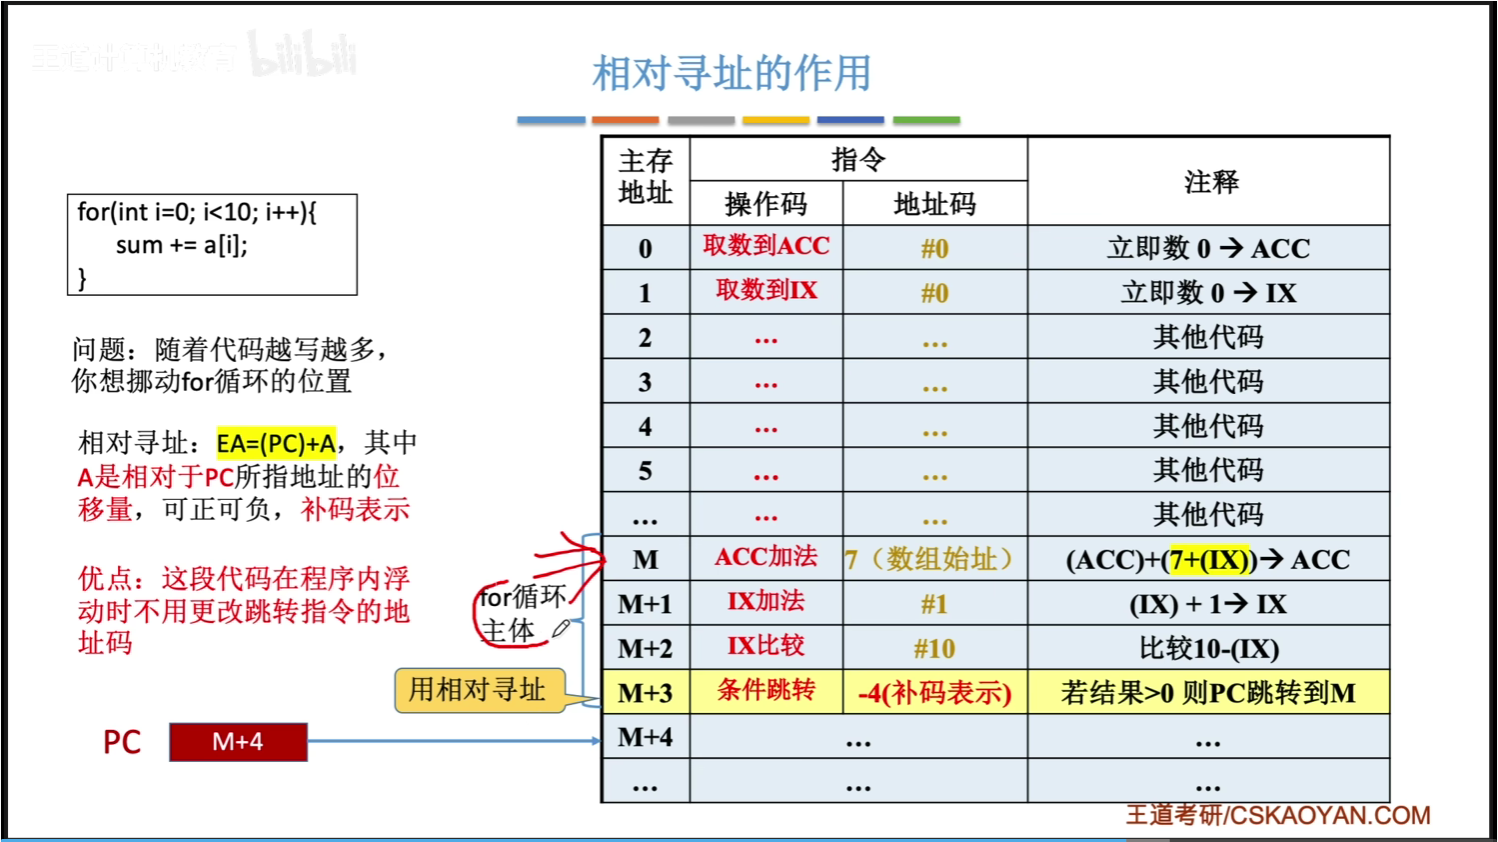 王道计算机教育 bilibili
相对寻址的作用
for(int i=0; i<10; i++){
sum += a[i];
}
问题：随着代码越写越多，
你想挪动for循环的位置
相对寻址：EA=(PC)+A，其中
A是相对于PC所指地址的位
移量，可正可负，补码表示
优点：这段代码在程序内浮
动时不用更改跳转指令的地
址码
for循环
主体
用相对寻址
PC M+4
主存地址 指令 注释
操作码 地址码
0 取数到ACC #0 立即数 0 → ACC
1 取数到IX #0 立即数 0 → IX
2 … … 其他代码
3 … … 其他代码
4 … … 其他代码
5 … … 其他代码
… … … 其他代码
M ACC加法 7（数组始址） (ACC)+(7+(IX))→ ACC
M+1 IX加法 #1 (IX) + 1→ IX
M+2 IX比较 #10 比较10-(IX)
M+3 条件跳转 -4(补码表示) 若结果>0 则PC跳转到M
M+4 … …
… … …
王道考研/CSKAOYAN.COM